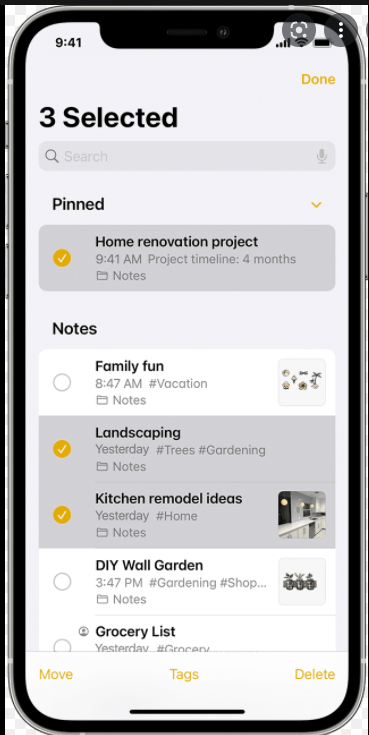 9:41
Done
3 Selected
Search
Pinned
Home renovation project
9:41 AM Project timeline: 4 months
Notes
Notes
Family fun
8:47 AM #Vacation
Notes
Landscaping
Yesterday #Trees #Gardening
Notes
Kitchen remodel ideas
Yesterday #Home
Notes
DIY Wall Garden
3:47 PM #Gardening #Shop...
Notes
Grocery List
Yesterday #Grocery
Move Tags Delete